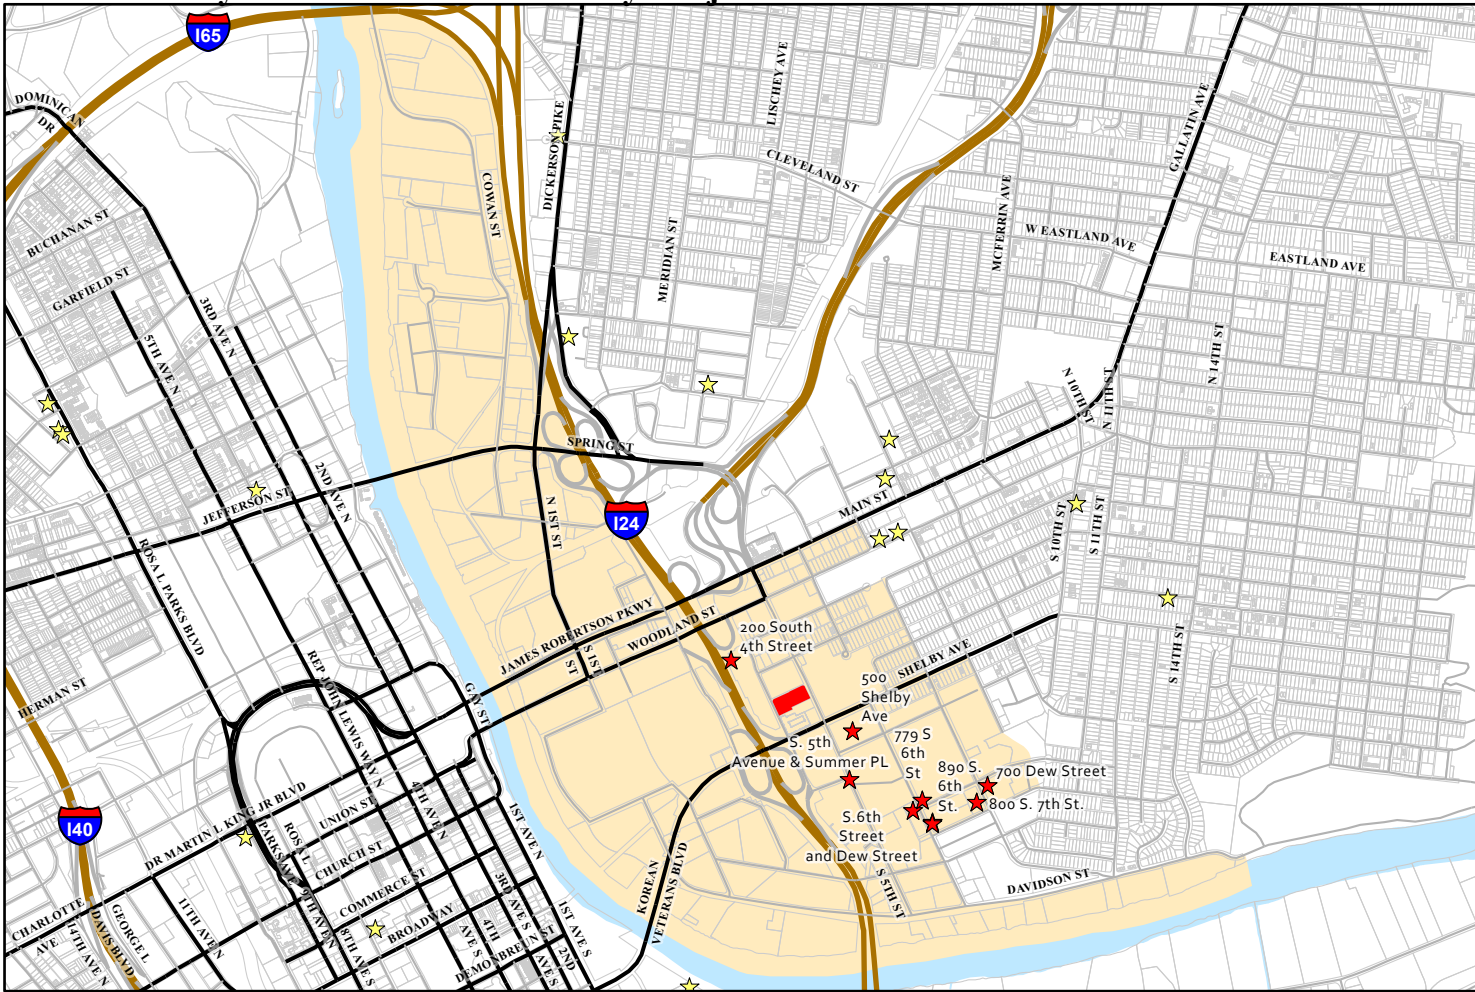 I65
DOMINICAN
DR
BUCHANAN ST
GARFIELD ST
3RD AVE N
5TH AVE N
2ND AVE N
JEFFERSON ST
ROSA L PARKS BLVD
HERMAN ST
REP JOHN LEWIS WAY N
GAY ST
I40
DR MARTIN L KING JR BLVD
UNION ST
4TH AVE N
1ST AVE N
ROSA L
PARKS AVE
CHURCH ST
COMMERCE ST
BROADWAY
CHARLOTTE
AVE
14TH AVE N
DAVIS BLVD
GEORGE L
11TH AVE N
8TH AVE S
3RD AVE S
4TH
AVE S
DEMONBREUN ST
1ST AVE S
2ND
AVE S
COWAN ST
DICKERSON PIKE
LISCHEY AVE
CLEVELAND ST
MERIDIAN ST
MCFERRIN AVE
W EASTLAND AVE
GALLATIN AVE
EASTLAND AVE
N 14TH ST
N 10TH ST
N 11TH ST
SPRING ST
N 1ST ST
I24
MAIN ST
S 10TH ST
S 11TH ST
S 14TH ST
JAMES ROBERTSON PKWY
WOODLAND ST
S 1ST
ST
200 South
4th Street
SHELBY AVE
500
Shelby
Ave
S. 5th
Avenue & Summer PL
779 S
6th
St
890 S.
6th
St.
700 Dew Street
800 S. 7th St.
S.6th
Street
and Dew Street
S 5TH ST
DAVIDSON ST
KOREAN
VETERANS BLVD